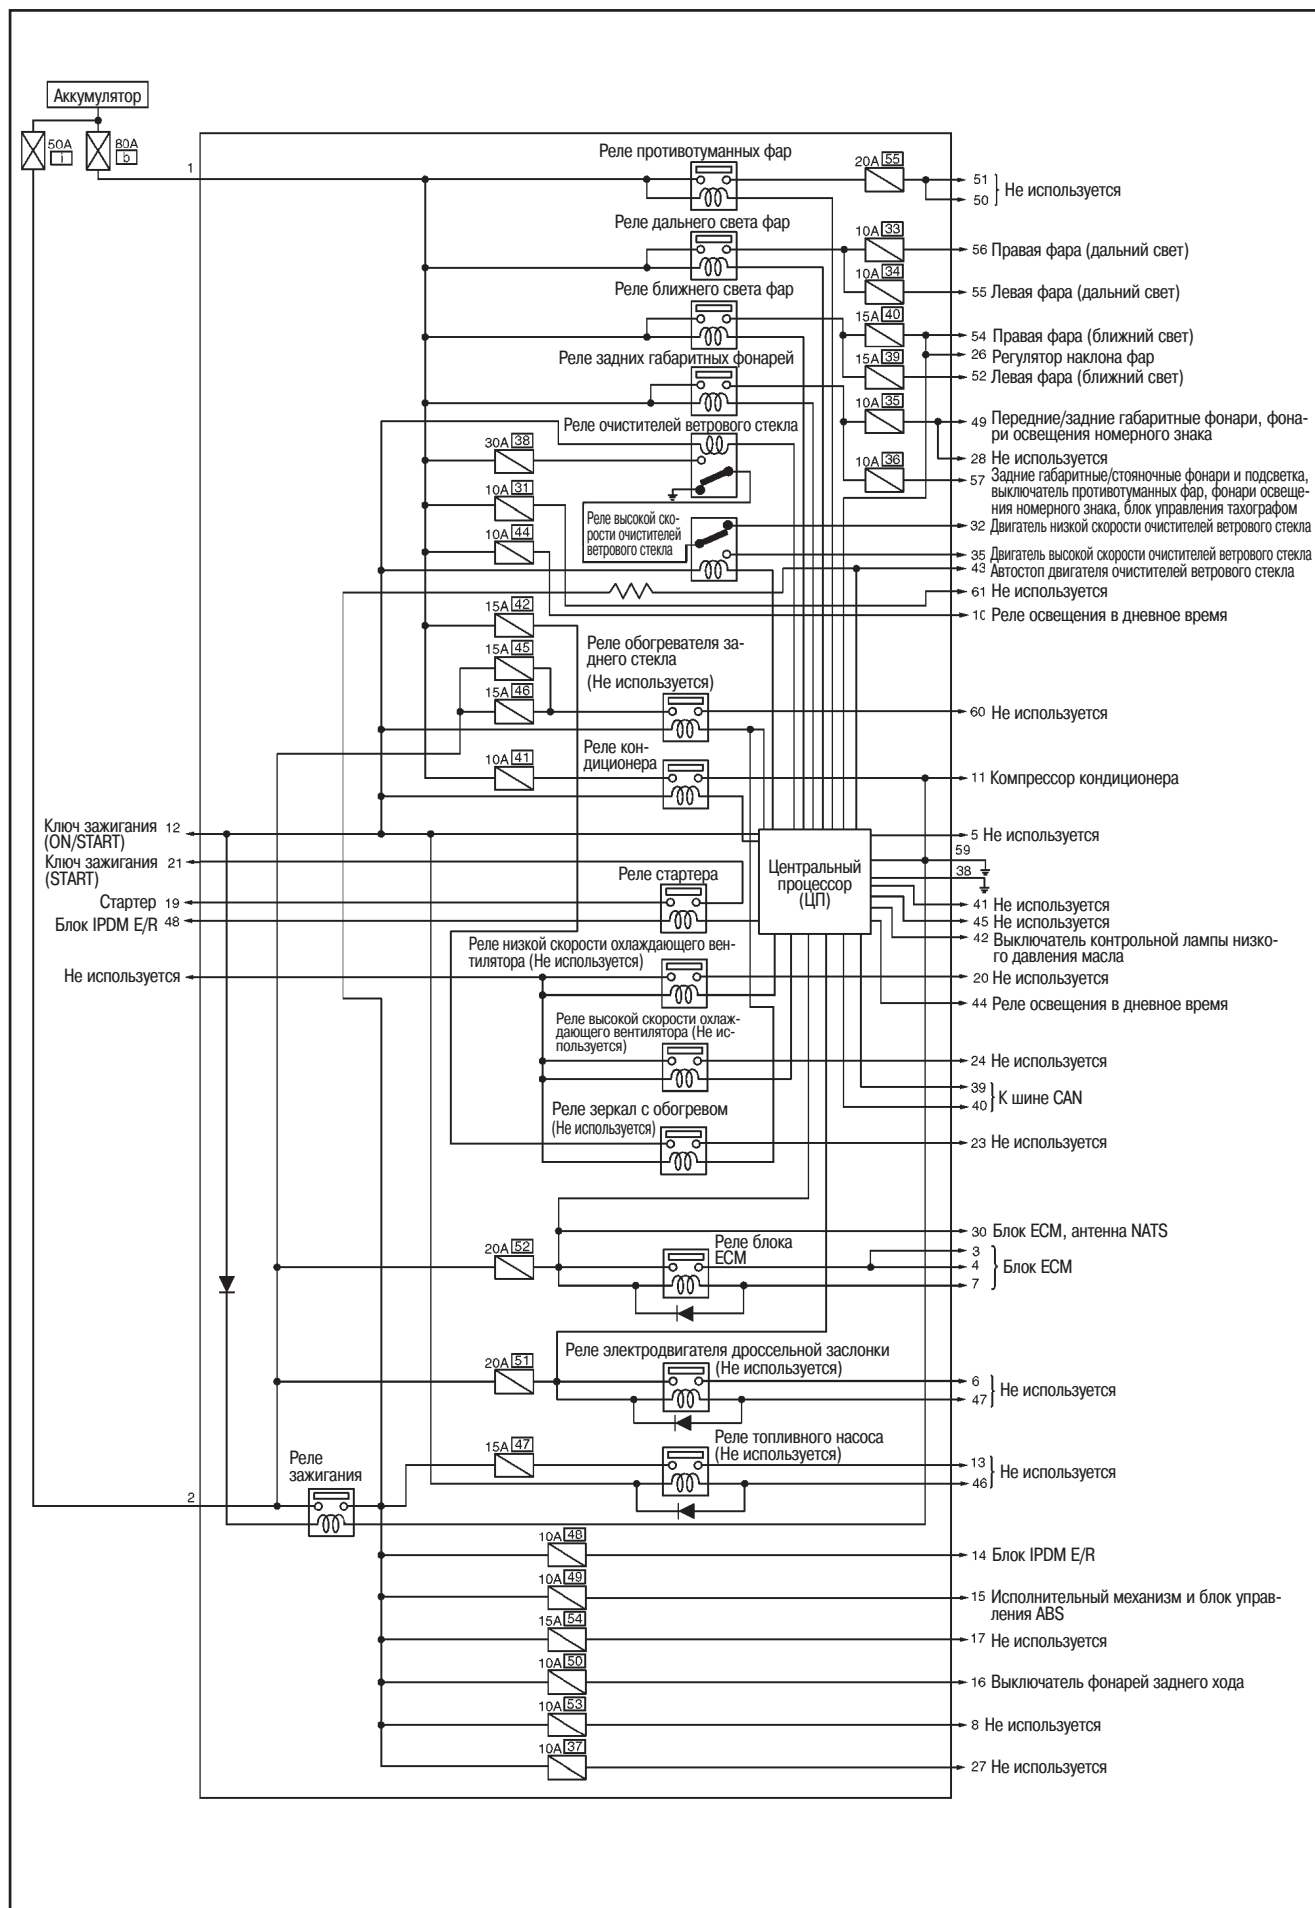 Аккумулятор
50A
i
80A
b
1
Реле противотуманных фар
20A 55
51
50
Не используется
Реле дальнего света фар
10A 33
56 Правая фара (дальний свет)
10A 34
55 Левая фара (дальний свет)
Реле ближнего света фар
15A 40
54 Правая фара (ближний свет)
26 Регулятор наклона фар
15A 39
52 Левая фара (ближний свет)
Реле задних габаритных фонарей
10A 35
49 Передние/задние габаритные фонари, фона-
ри освещения номерного знака
28 Не используется
Реле очистителей ветрового стекла
30A 38
10A 36
57 Задние габаритные/стояночные фонари и подсветка,
выключатель противотуманных фар, фонари освеще-
ния номерного знака, блок управления тахографом
10A 31
Реле высокой ско-
рости очистителей
ветрового стекла
32 Двигатель низкой скорости очистителей ветрового стекла
10A 44
35 Двигатель высокой скорости очистителей ветрового стекла
43 Автостоп двигателя очистителей ветрового стекла
61 Не используется
10 Реле освещения в дневное время
15A 42
15A 45
15A 46
Реле обогревателя за-
днего стекла
(Не используется)
60 Не используется
Реле кон-
диционера
10A 41
11 Компрессор кондиционера
Ключ зажигания 12
(ON/START)
Ключ зажигания 21
(START)
5 Не используется
59
38
Центральный
процессор
(ЦП)
Реле стартера
Стартер 19
Блок IPDM E/R 48
41 Не используется
45 Не используется
42 Выключатель контрольной лампы низко-
го давления масла
Реле низкой скорости охлаждающего вен-
тилятора (Не используется)
Не используется
20 Не используется
44 Реле освещения в дневное время
Реле высокой скорости охлаж-
дающего вентилятора (Не ис-
пользуется)
24 Не используется
39
40
К шине CAN
Реле зеркал с обогревом
(Не используется)
23 Не используется
30 Блок ECM, антенна NATS
20A 52
Реле блока
ECM
3
4
7
Блок ECM
Реле электродвигателя дроссельной заслонки
(Не используется)
20A 51
6
47
Не используется
Реле топливного насоса
(Не используется)
15A 47
13
46
Не используется
Реле
зажигания
2
10A 48
14 Блок IPDM E/R
10A 49
15 Исполнительный механизм и блок управ-
ления ABS
15A 54
17 Не используется
10A 50
16 Выключатель фонарей заднего хода
10A 53
8 Не используется
10A 37
27 Не используется